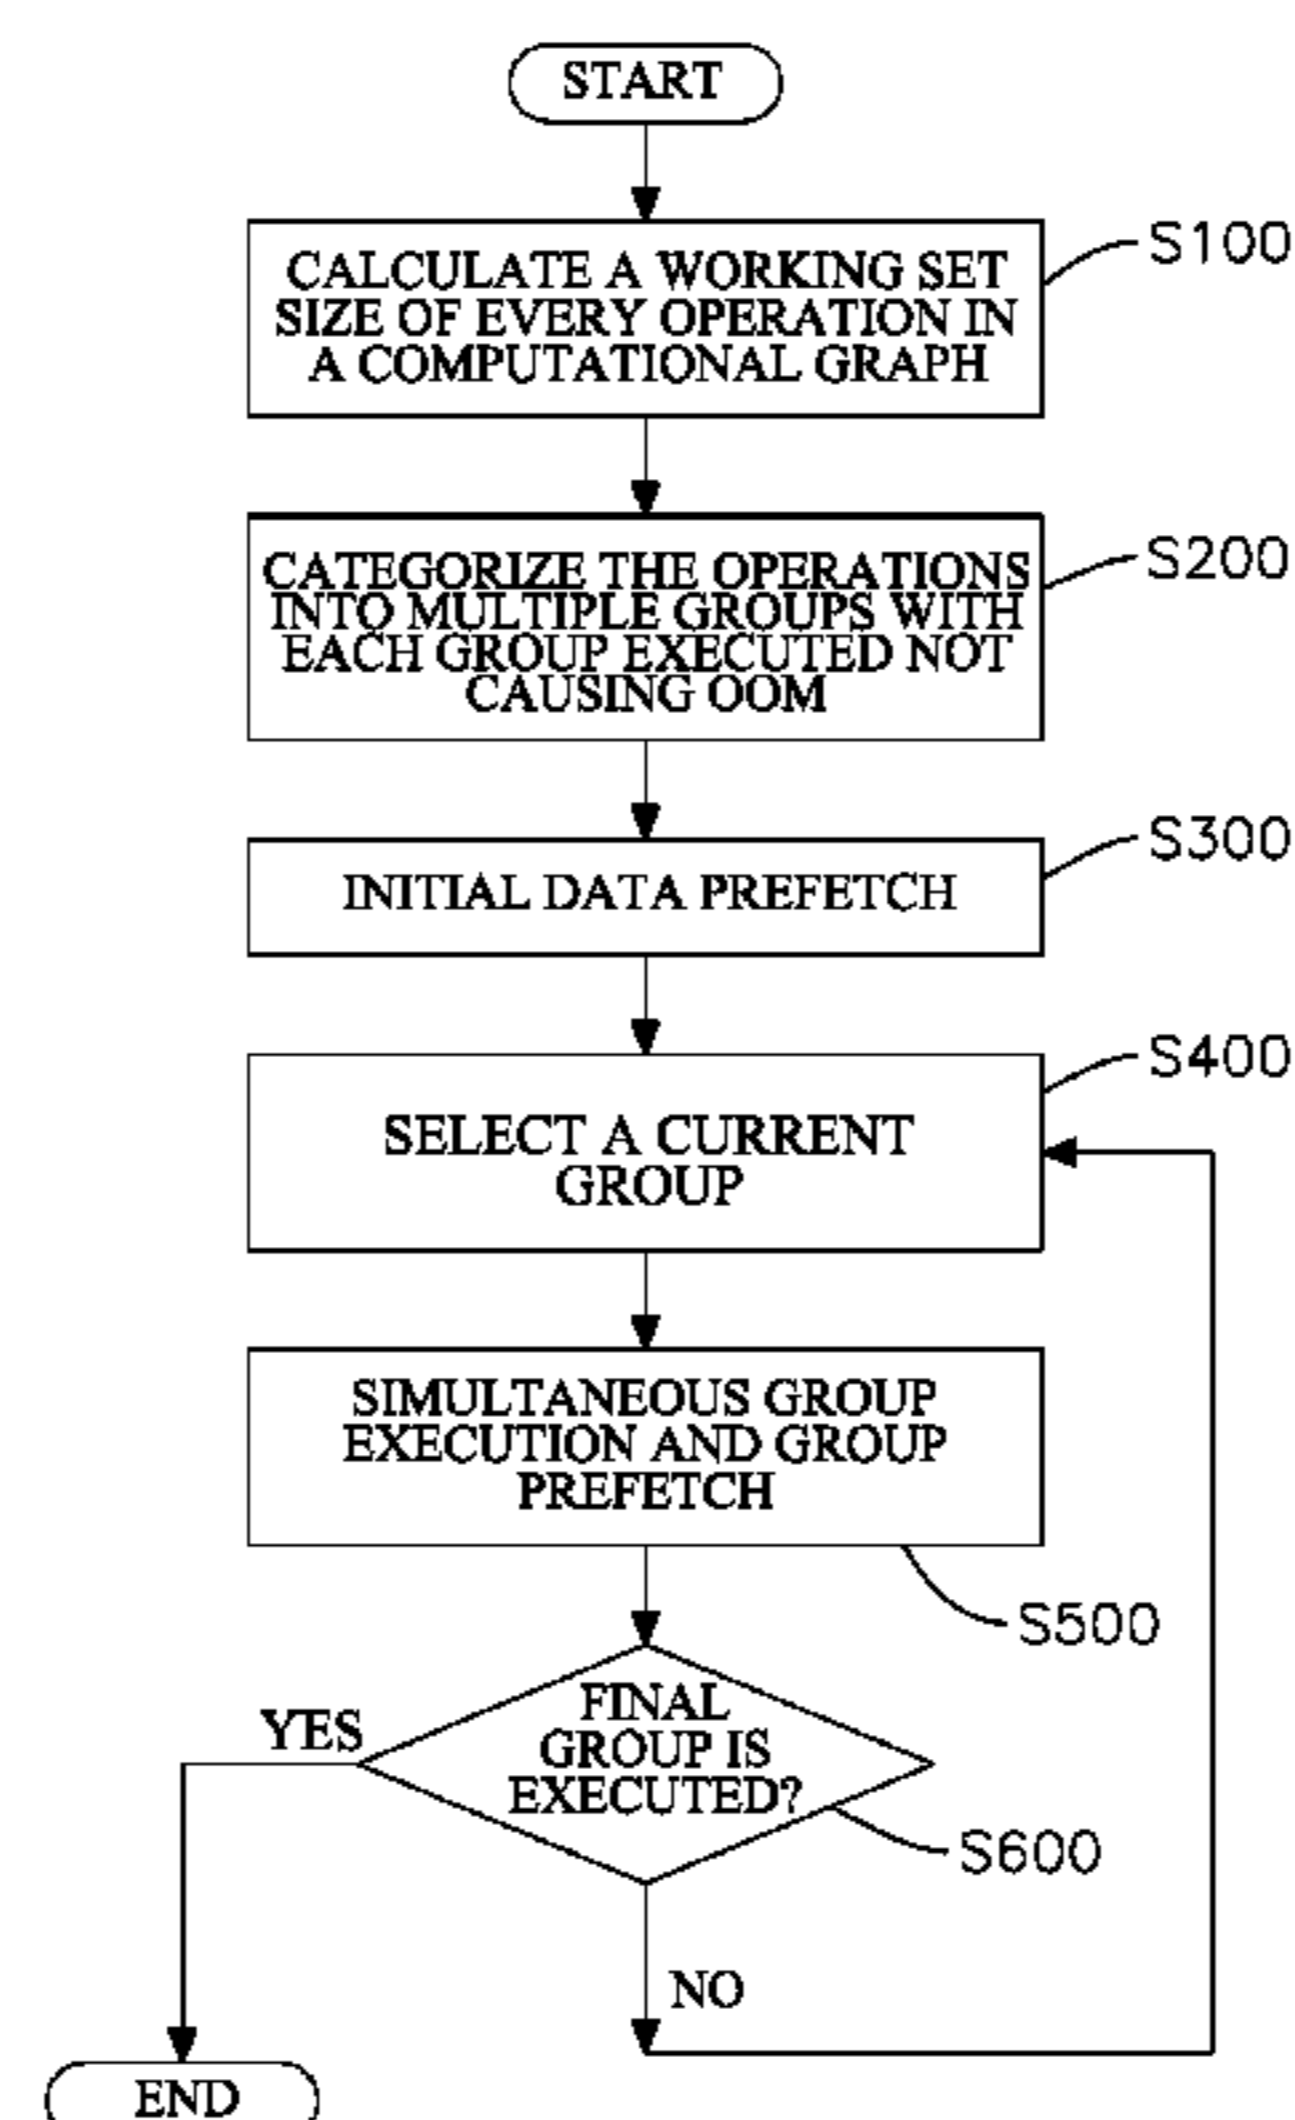 START
CALCULATE A WORKING SET
SIZE OF EVERY OPERATION IN
A COMPUTATIONAL GRAPH
S100
CATEGORIZE THE OPERATIONS
INTO MULTIPLE GROUPS WITH
EACH GROUP EXECUTED NOT
CAUSING OOM
S200
INITIAL DATA PREFETCH
S300
SELECT A CURRENT
GROUP
S400
SIMULTANEOUS GROUP
EXECUTION AND GROUP
PREFETCH
S500
FINAL
GROUP IS
EXECUTED?
S600
YES
NO
END